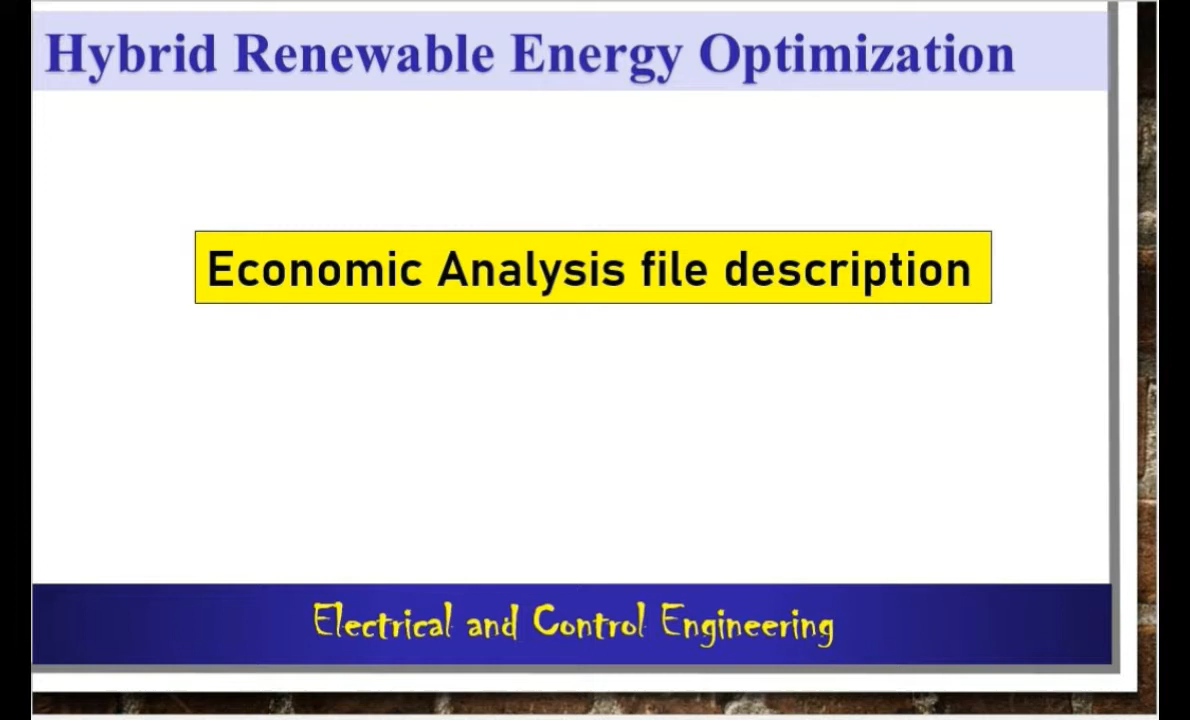 Hybrid Renewable Energy Optimization
Economic Analysis file description
Electrical and Control Engineering